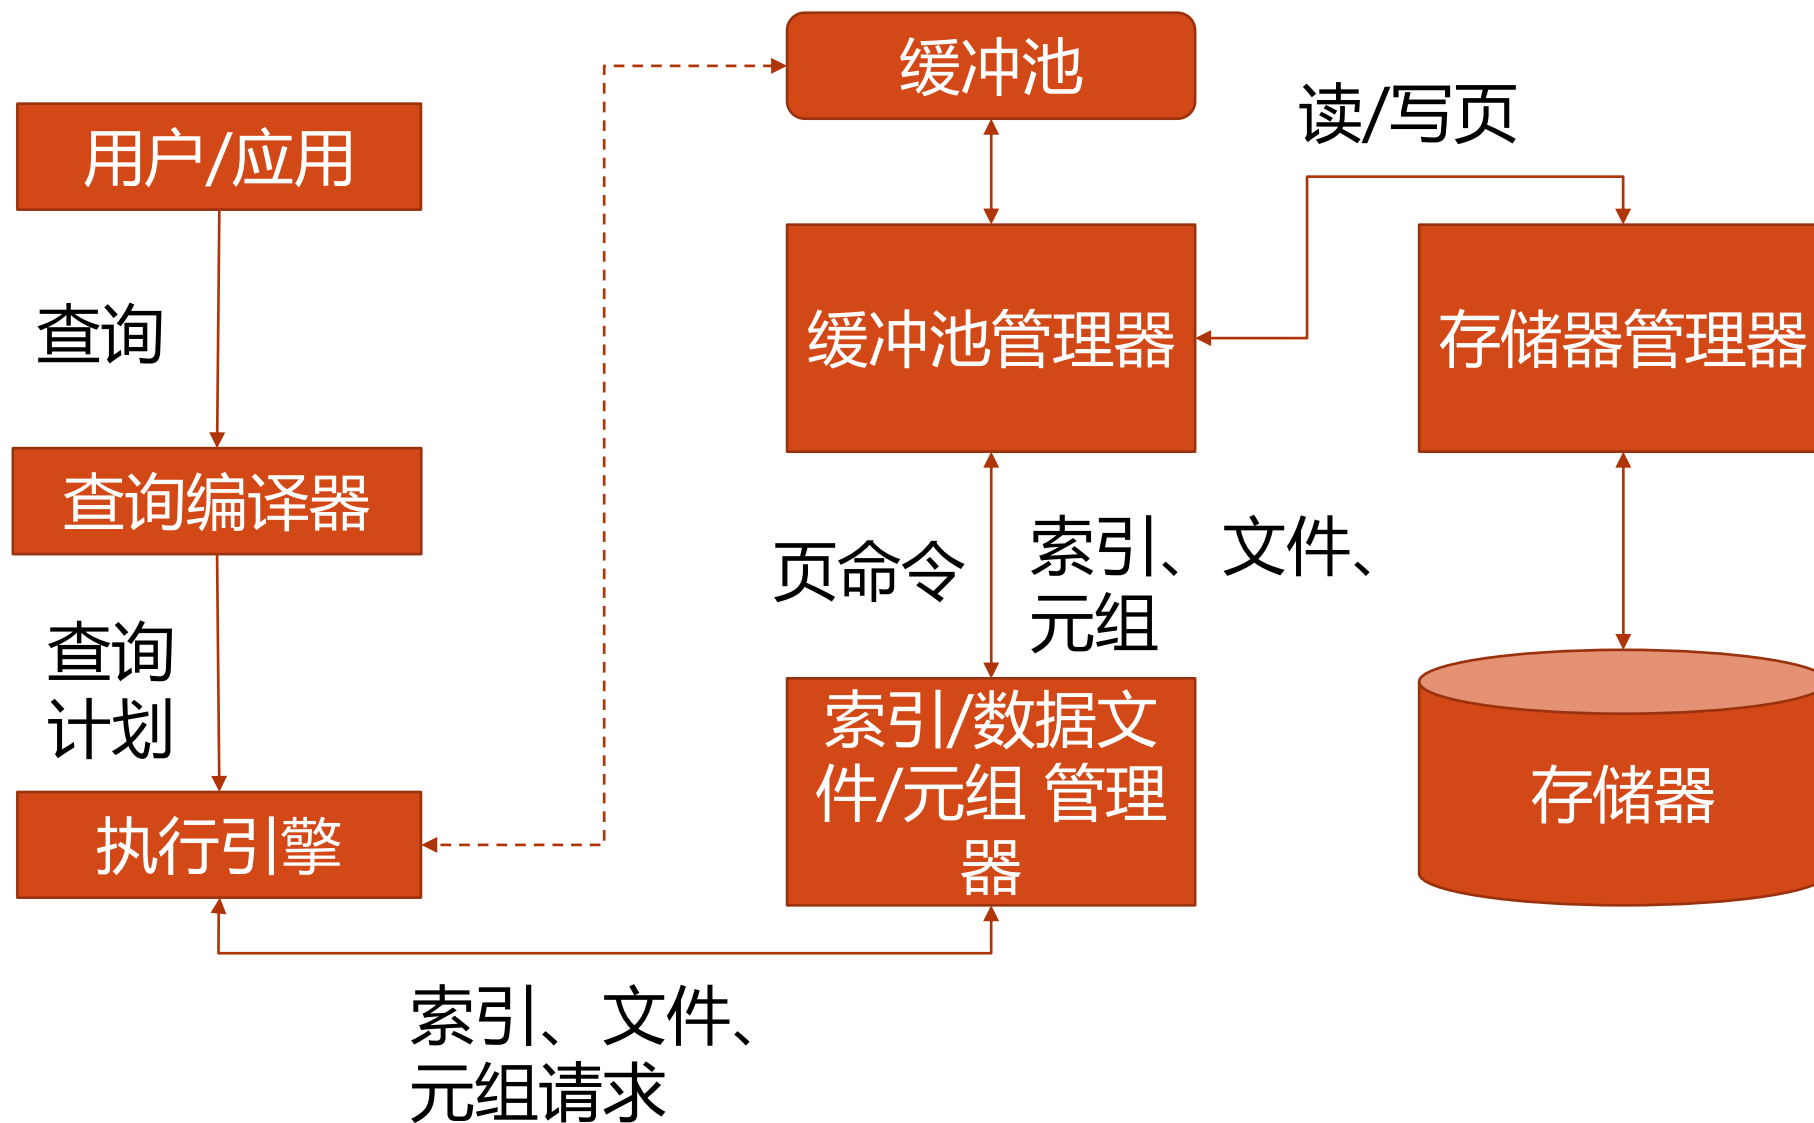 缓冲池
读/写页
用户/应用
查询
缓冲池管理器
存储器管理器
查询编译器
页命令
索引、文件、
元组
查询
计划
索引/数据文
件/元组 管理
器
存储器
执行引擎
索引、文件、
元组请求